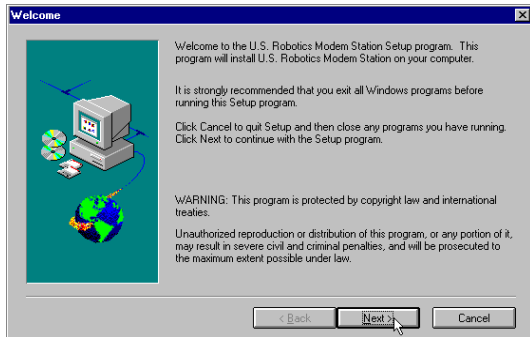 Welcome
Welcome to the U.S. Robotics Modem Station Setup program. This
program will install U.S. Robotics Modem Station on your computer.
It is strongly recommended that you exit all Windows programs before
running this Setup program.
Click Cancel to quit Setup and then close any programs you have running.
Click Next to continue with the Setup program.
WARNING: This program is protected by copyright law and international
treaties.
Unauthorized reproduction or distribution of this program, or any portion of it,
may result in severe civil and criminal penalties, and will be prosecuted to
the maximum extent possible under law.
< Back
Next >
Cancel